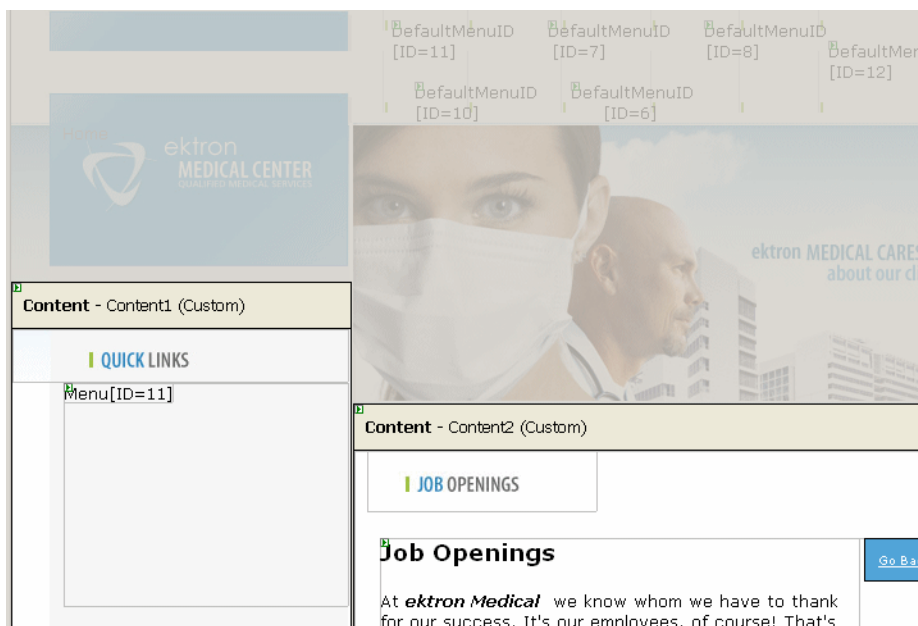 DefaultMenuID
[ID=11]
DefaultMenuID
[ID=7]
DefaultMenuID
[ID=8]
DefaultMen
[ID=12]
DefaultMenuID
[ID=10]
DefaultMenuID
[ID=6]
ektron
MEDICAL CENTER
QUALIFIED MEDICAL SERVICES
ektron MEDICAL CARES
about our cl
Content - Content1 (Custom)
QUICK LINKS
Menu[ID=11]
Content - Content2 (Custom)
JOB OPENINGS
Job Openings
Go Ba
At ektron Medical we know whom we have to thank
for our success. It's our employees, of course! That's